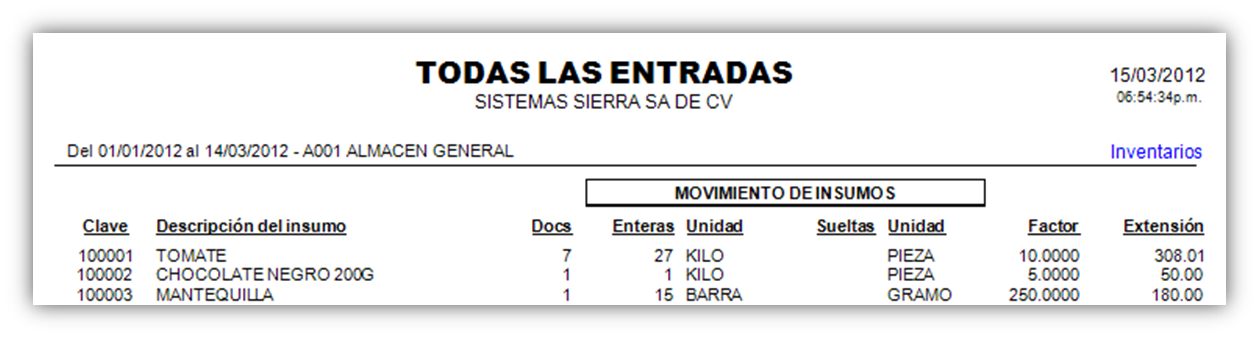 TODAS LAS ENTRADAS
15/03/2012
SISTEMAS SIERRA SA DE CV
06:54:34p.m.
Del 01/01/2012 al 14/03/2012 - A001 ALMACEN GENERAL
Inventarios
MOVIMIENTO DE INSUMOS
Clave Descripción del insumo Docs Enteras Unidad Sueltas Unidad Factor Extensión
100001 TOMATE 7 27 KILO PIEZA 10.0000 308.01
100002 CHOCOLATE NEGRO 200G 1 1 KILO PIEZA 5.0000 50.00
100003 MANTEQUILLA 1 15 BARRA GRAMO 250.0000 180.00